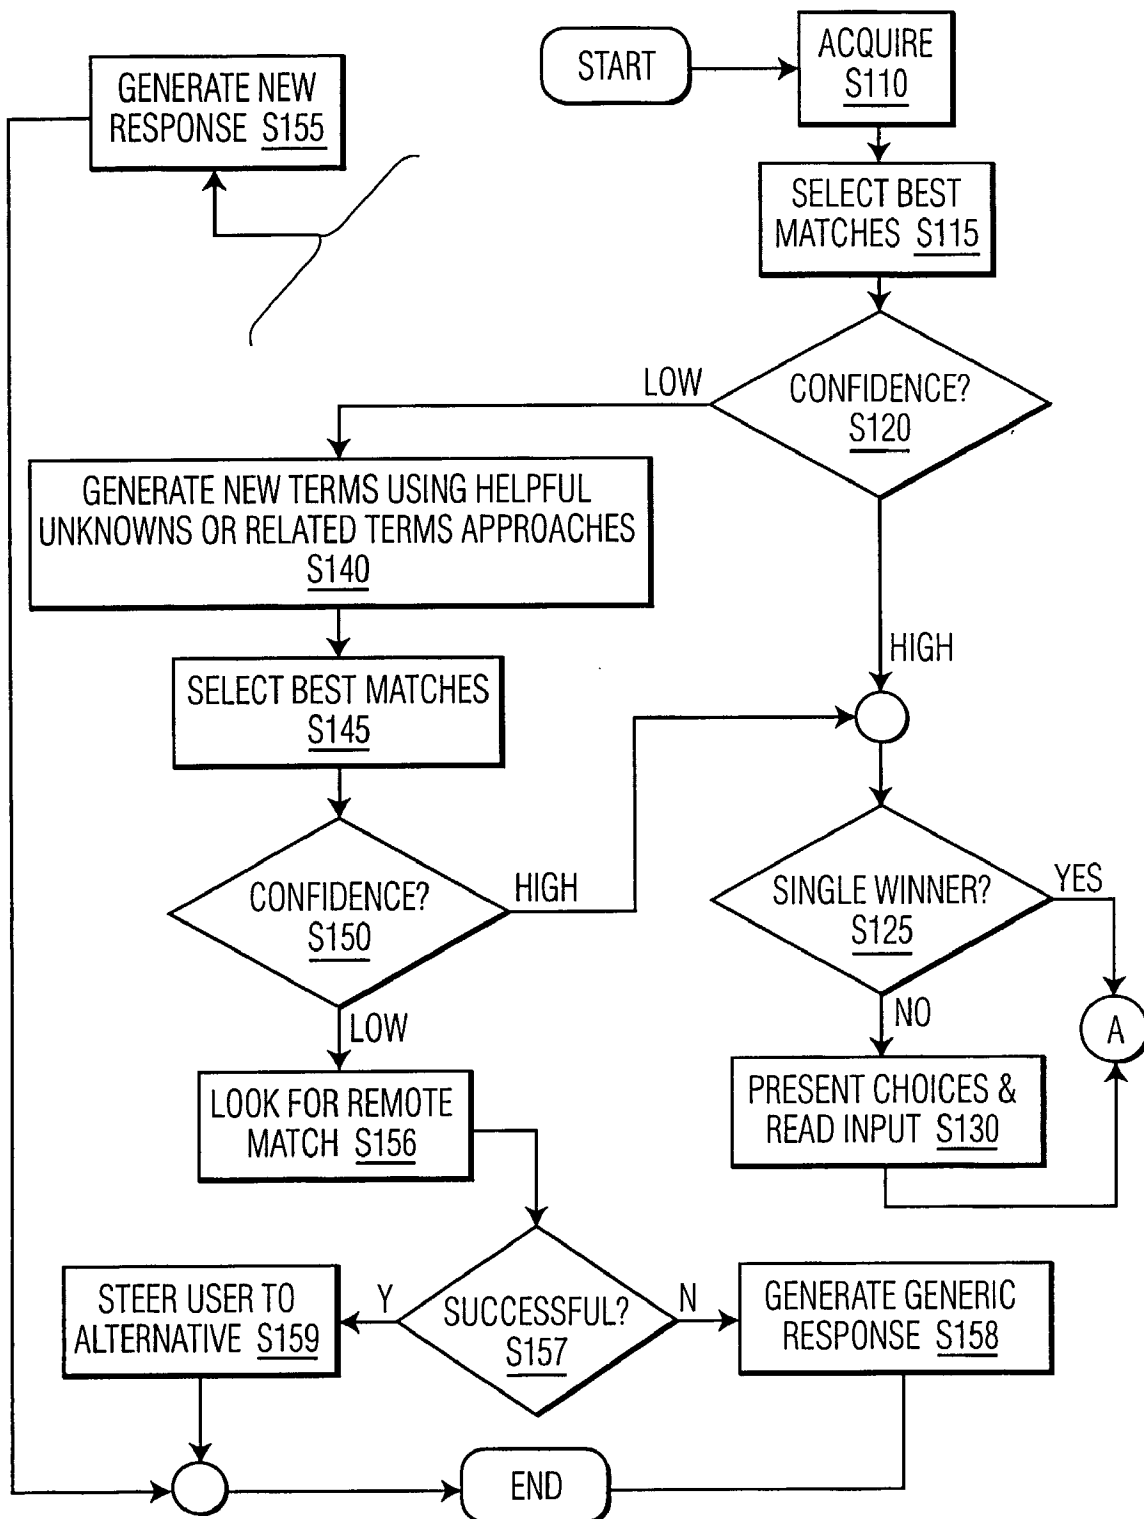 START
ACQUIRE
S110
GENERATE NEW
RESPONSE S155
SELECT BEST
MATCHES S115
CONFIDENCE?
S120
LOW
HIGH
GENERATE NEW TERMS USING HELPFUL
UNKNOWNS OR RELATED TERMS APPROACHES
S140
SELECT BEST MATCHES
S145
CONFIDENCE?
S150
HIGH
LOW
SINGLE WINNER?
S125
YES
NO
A
PRESENT CHOICES &
READ INPUT S130
LOOK FOR REMOTE
MATCH S156
SUCCESSFUL?
S157
Y
N
STEER USER TO
ALTERNATIVE S159
GENERATE GENERIC
RESPONSE S158
END